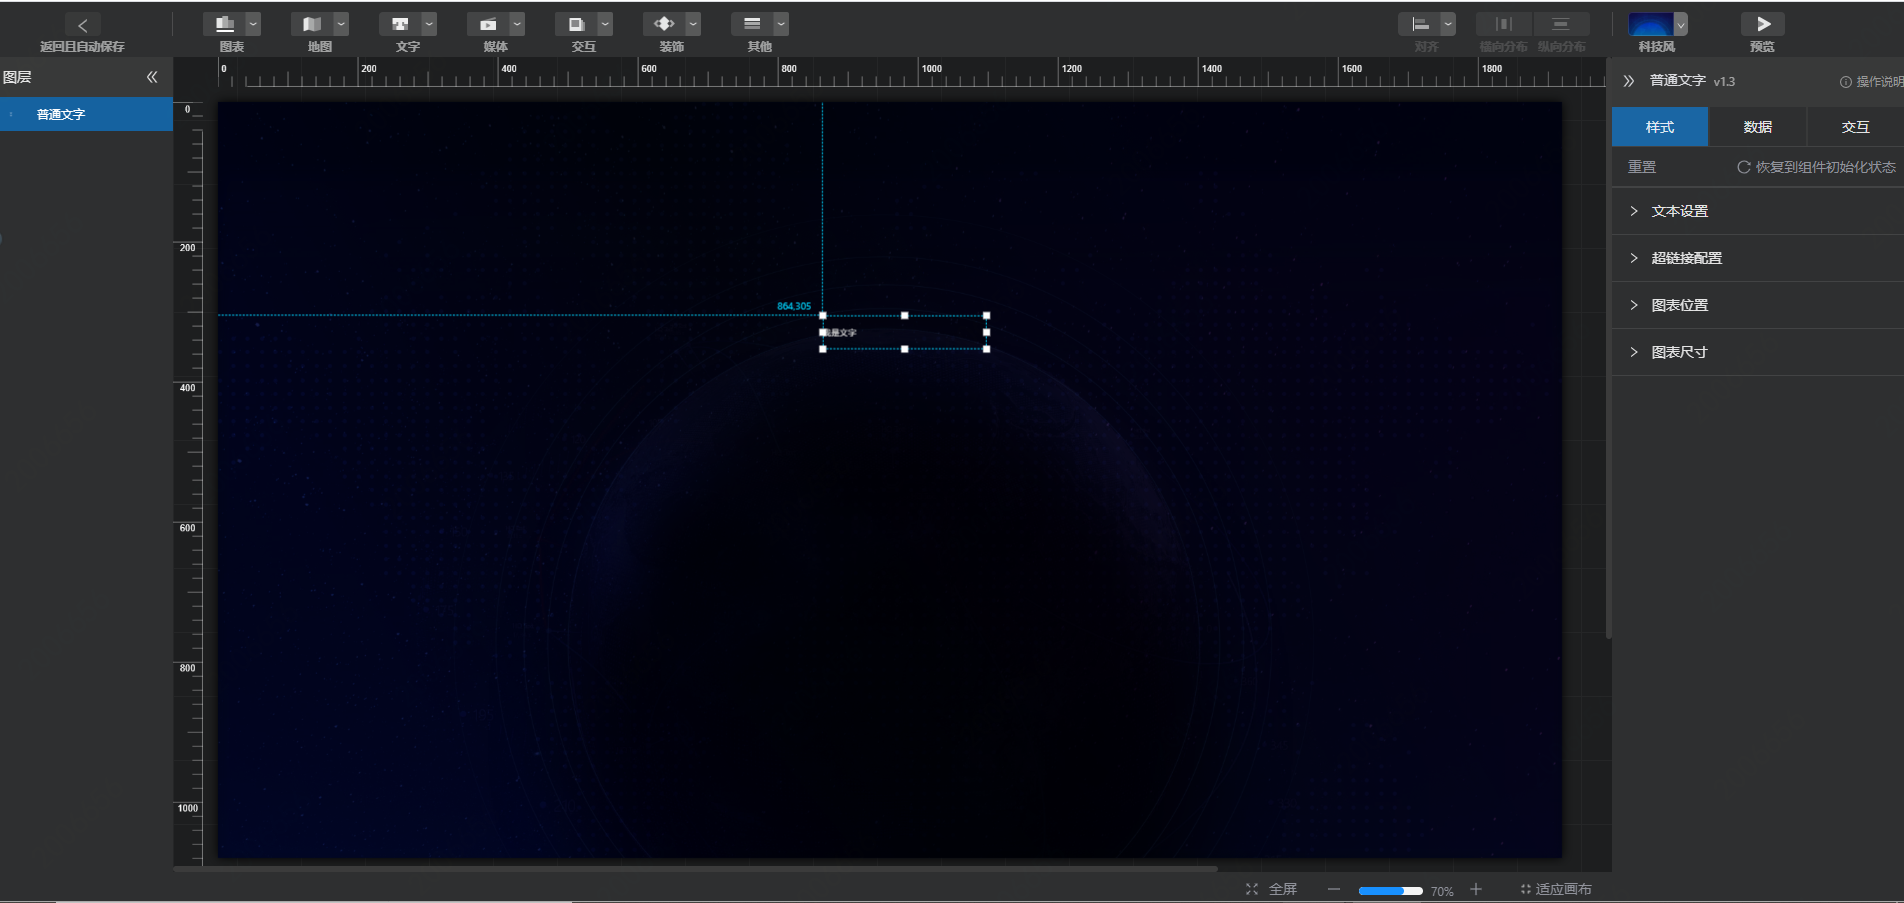 返回且自动保存
图表
地图
文字
媒体
交互
装饰
其他
对齐
横向分布
纵向分布
科技风
预览
图层
普通文字
0
200
400
600
800
1000
1200
1400
1600
1800
0
200
400
600
800
1000
864,305
是文字
普通文字 v1.3
操作说明
样式
数据
交互
重置
恢复到组件初始化状态
文本设置
超链接配置
图表位置
图表尺寸
全屏
70%
适应画布